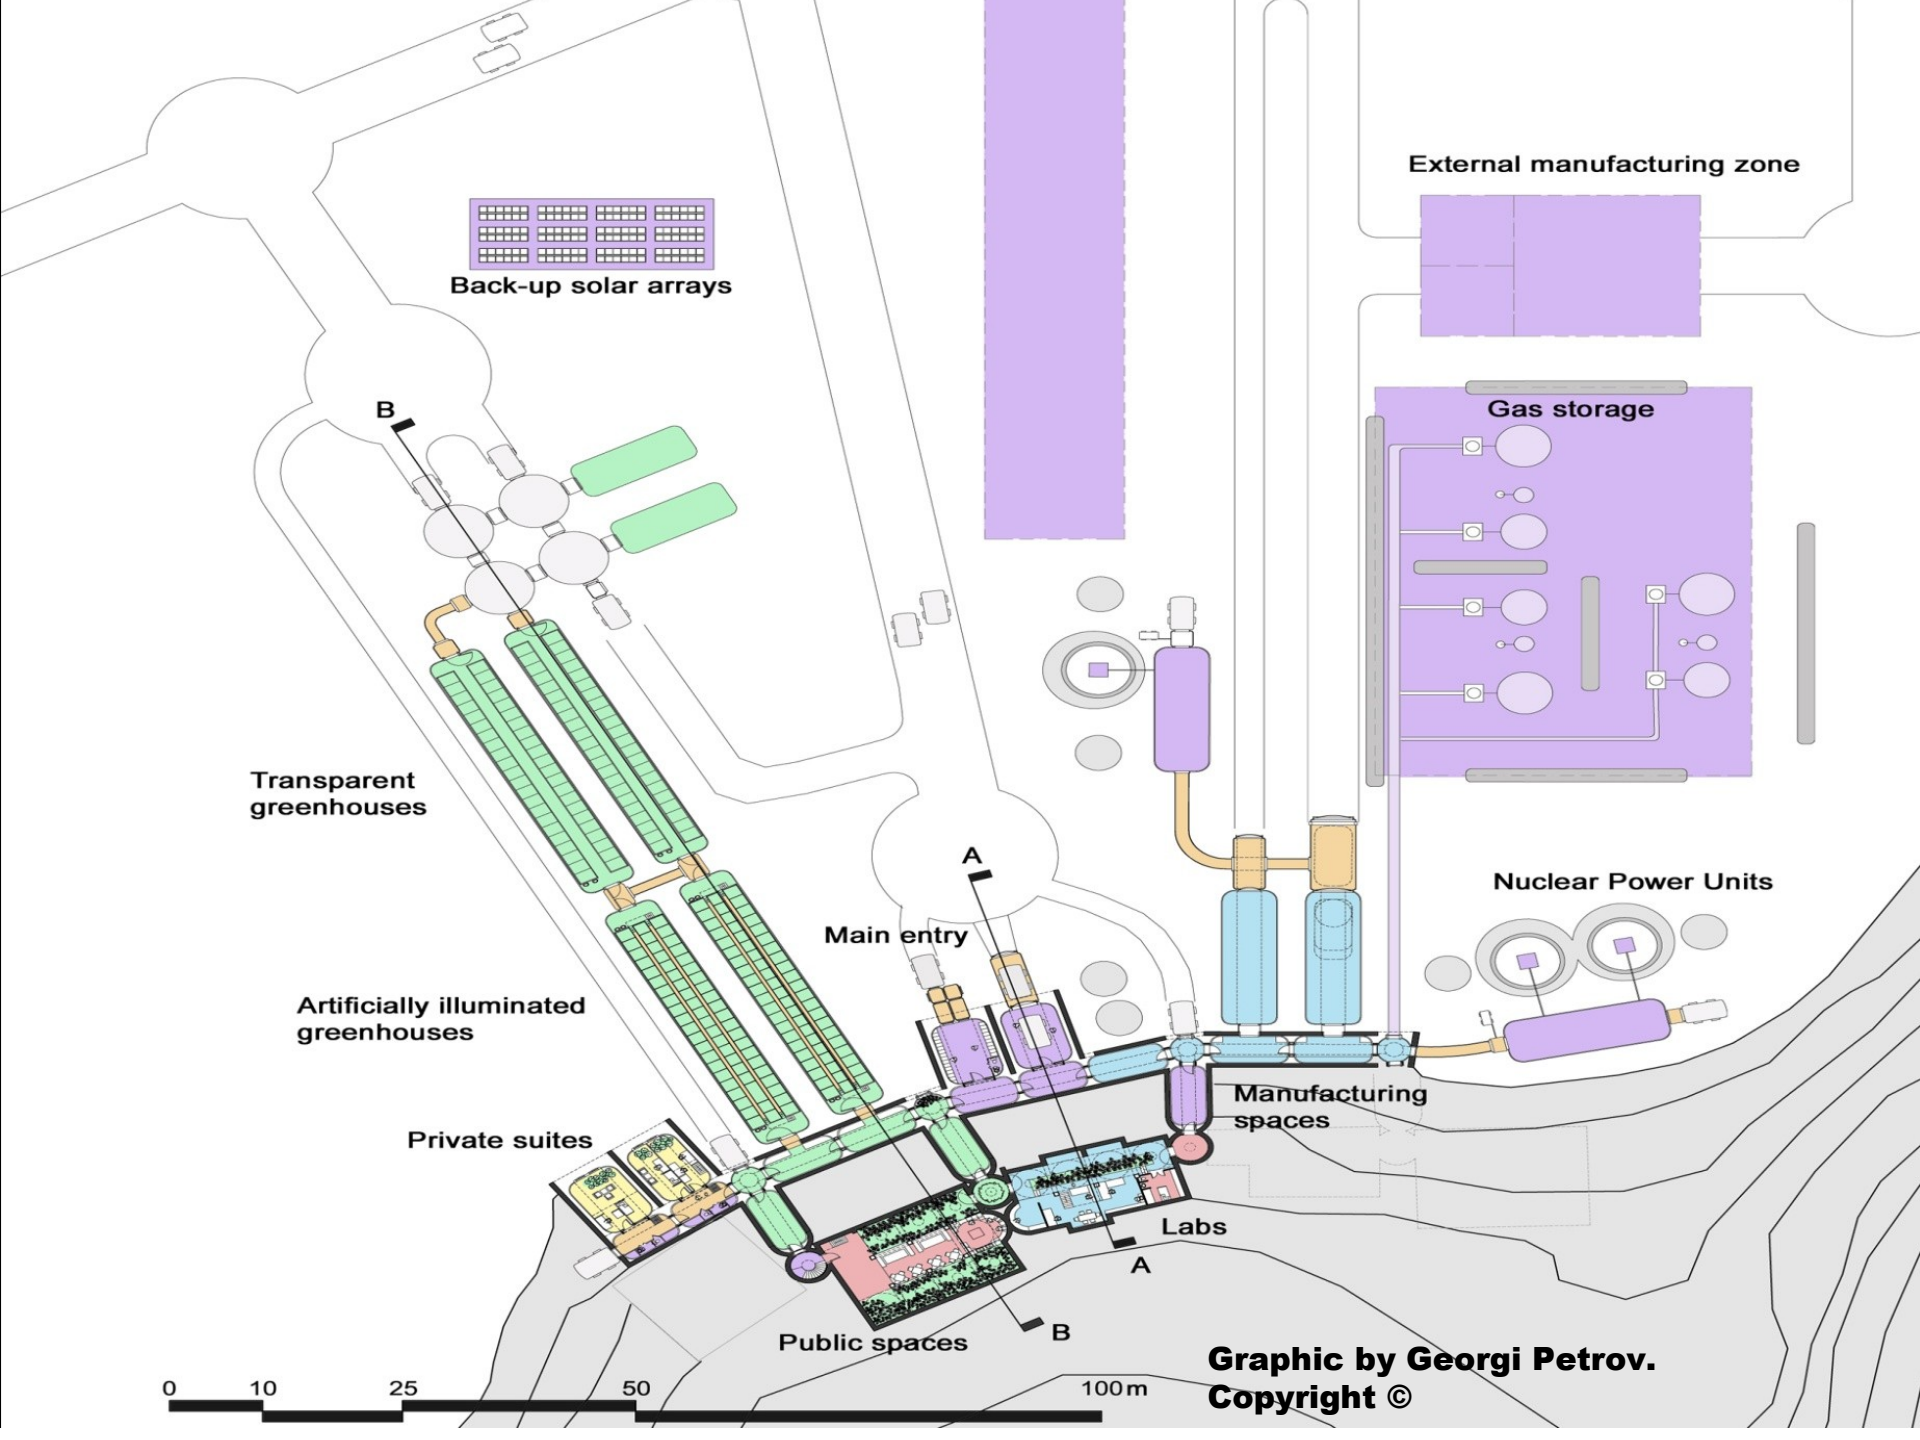 External manufacturing zone
Back-up solar arrays
Gas storage
B
Transparent
greenhouses
A
Nuclear Power Units
Main entry
Artificially illuminated
greenhouses
Manufacturing
spaces
Private suites
Labs
A
B
Public spaces
Graphic by Georgi Petrov.
Copyright ©
0 10 25 50 100m